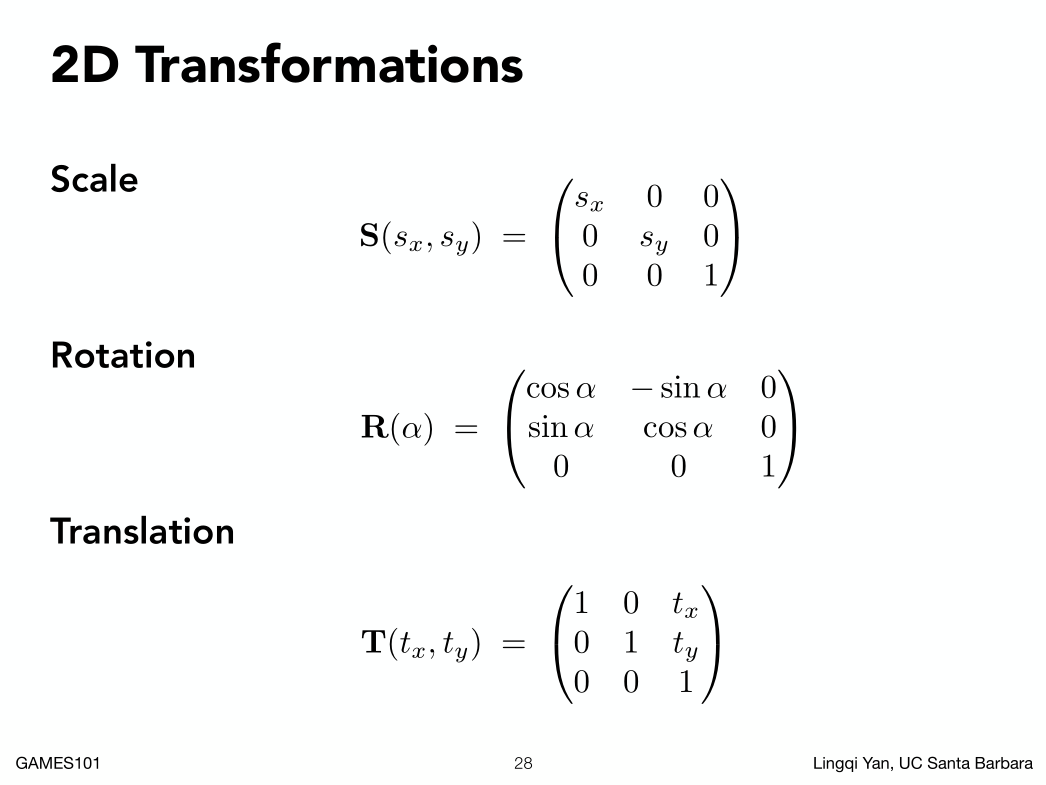 2D Transformations
Scale
$$\mathbf{S}(s_x, s_y) = \begin{pmatrix} s_x & 0 & 0 \\ 0 & s_y & 0 \\ 0 & 0 & 1 \end{pmatrix}$$
Rotation
$$\mathbf{R}(\alpha) = \begin{pmatrix} \cos\alpha & -\sin\alpha & 0 \\ \sin\alpha & \cos\alpha & 0 \\ 0 & 0 & 1 \end{pmatrix}$$
Translation
$$\mathbf{T}(t_x, t_y) = \begin{pmatrix} 1 & 0 & t_x \\ 0 & 1 & t_y \\ 0 & 0 & 1 \end{pmatrix}$$
GAMES101 28 Lingqi Yan, UC Santa Barbara